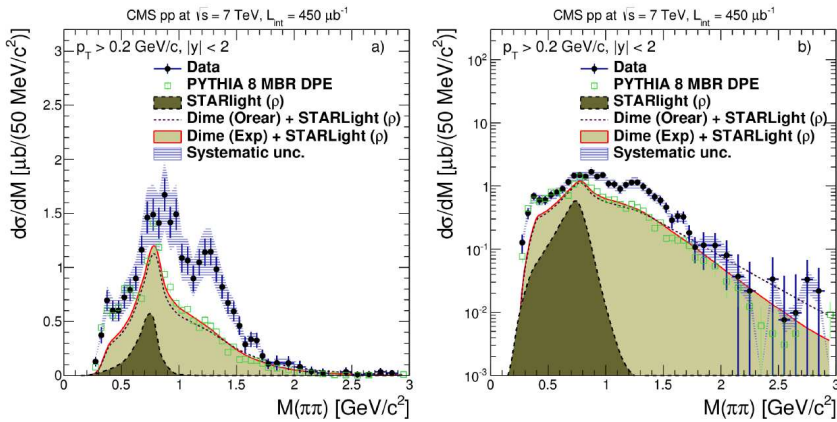 CMS pp at √s = 7 TeV, L_int = 450 μb⁻¹
p_T > 0.2 GeV/c, |y| < 2
a)
Data
PYTHIA 8 MBR DPE
STARlight (ρ)
Dime (Orear) + STARLight (ρ)
Dime (Exp) + STARLight (ρ)
Systematic unc.
dσ/dM [μb/(50 MeV/c²)]
3
2.5
2
1.5
1
0.5
0
0 0.5 1 1.5 2 2.5 3
M(ππ) [GeV/c²]
CMS pp at √s = 7 TeV, L_int = 450 μb⁻¹
p_T > 0.2 GeV/c, |y| < 2
b)
Data
PYTHIA 8 MBR DPE
STARlight (ρ)
Dime (Orear) + STARLight (ρ)
Dime (Exp) + STARLight (ρ)
Systematic unc.
dσ/dM [μb/(50 MeV/c²)]
10²
10
1
10⁻¹
10⁻²
10⁻³
0 0.5 1 1.5 2 2.5 3
M(ππ) [GeV/c²]